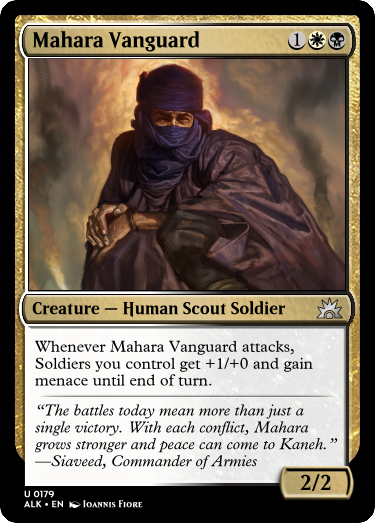 Mahara Vanguard 1
Creature — Human Scout Soldier
Whenever Mahara Vanguard attacks,
Soldiers you control get +1/+0 and gain
menace until end of turn.
“The battles today mean more than just a
single victory. With each conflict, Mahara
grows stronger and peace can come to Kaneh.”
—Siaveed, Commander of Armies
2/2
U 0179
ALK • EN Ioannis Fiore